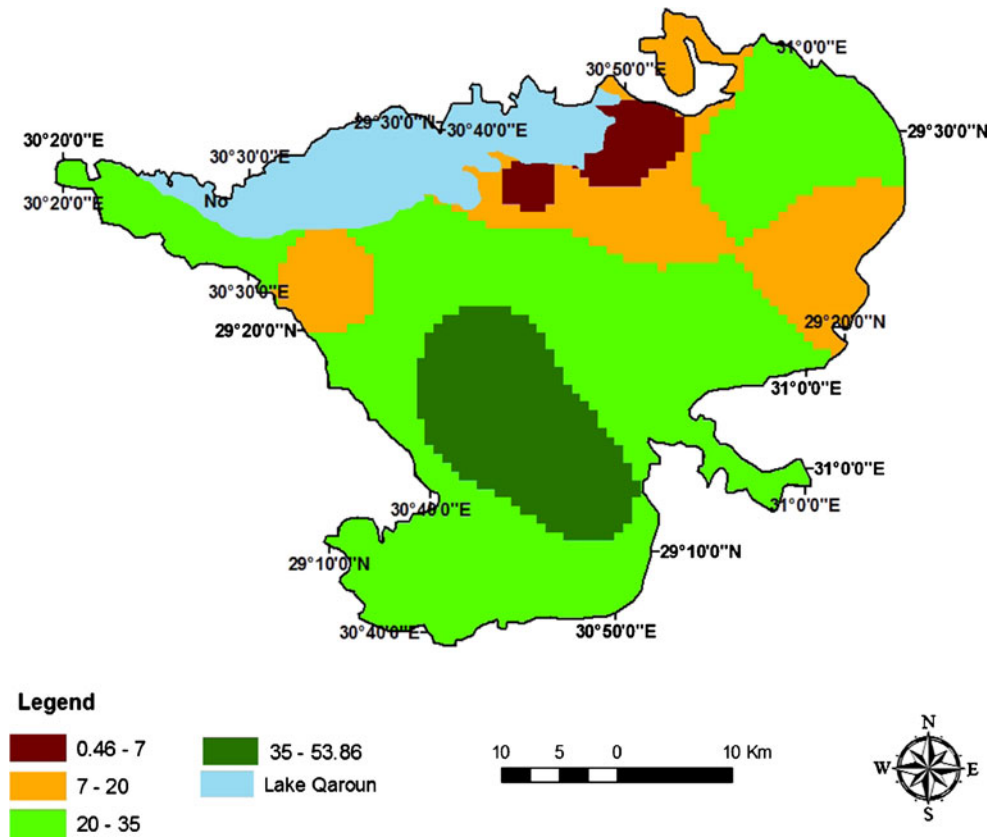 31°0'0"E
30°50'0"E
29°30'0"N
30°40'0"E
29°30'0"N
30°20'0"E
30°30'0"E
30°20'0"E
No
30°30'0"E
29°20'0"N
29°20'0"N
31°0'0"E
31°0'0"E
30°40'0"E
31°0'0"E
29°10'0"N
29°10'0"N
30°40'0"E
30°50'0"E
Legend
0.46 - 7
35 - 53.86
7 - 20
Lake Qaroun
20 - 35
10 5 0 10 Km
N
W E
S